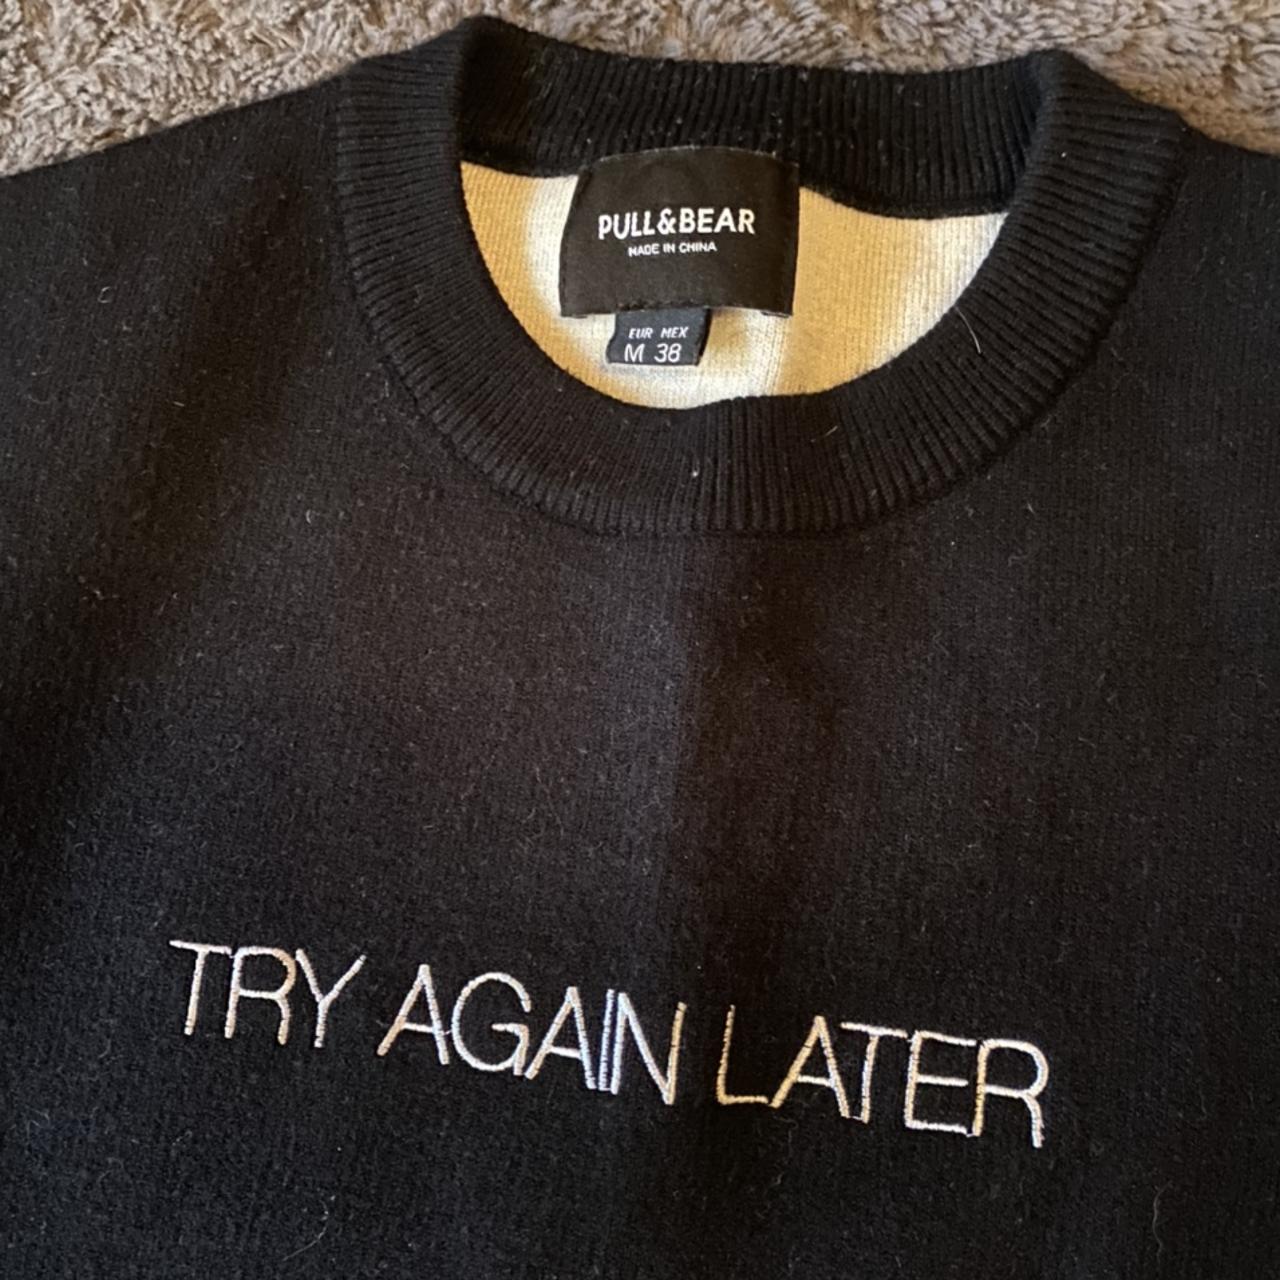 PULL&BEAR
MADE IN CHINA
EUR MEX
M 38
TRY AGAIN LATER